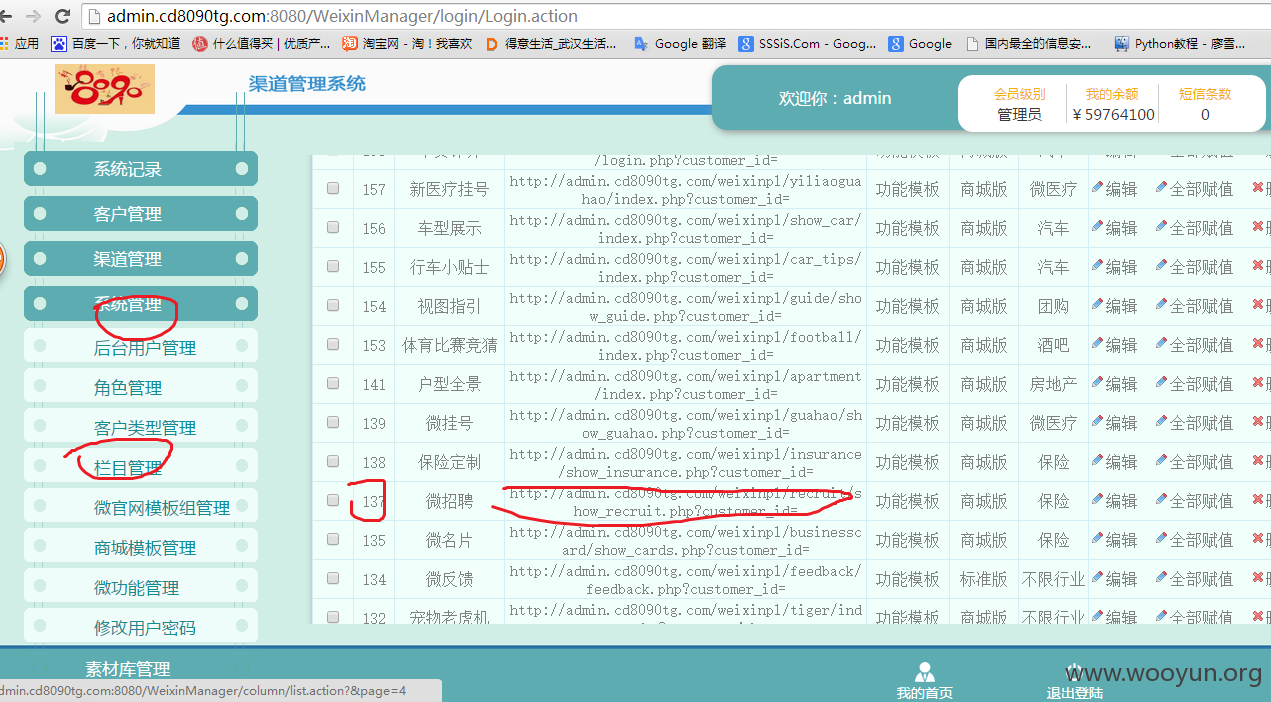 admin.cd8090tg.com:8080/WeixinManager/login/Login.action
应用 百度一下，你就知道 什么值得买 | 优质产... 淘宝网 - 淘！我喜欢 得意生活_武汉生活_... Google 翻译 SSSiS.Com - Goog... Google 国内最全的信息安... Python教程 - 廖雪...
8090
渠道管理系统
欢迎你：admin
会员级别 我的余额 短信条数
管理员 ￥59764100 0
系统记录
客户管理
渠道管理
系统管理
后台用户管理
角色管理
客户类型管理
栏目管理
微官网模板组管理
商城模板管理
微功能管理
修改用户密码
素材库管理
/login.php?customer_id=
157 新医疗挂号 http://admin.cd8090tg.com/weixinpl/yiliaogua 功能模板 商城版 微医疗 编辑 全部赋值
hao/index.php?customer_id=
156 车型展示 http://admin.cd8090tg.com/weixinpl/show_car/ 功能模板 商城版 汽车 编辑 全部赋值
index.php?customer_id=
155 行车小贴士 http://admin.cd8090tg.com/weixinpl/car_tips/ 功能模板 商城版 汽车 编辑 全部赋值
index.php?customer_id=
154 视图指引 http://admin.cd8090tg.com/weixinpl/guide/sho 功能模板 商城版 团购 编辑 全部赋值
w_guide.php?customer_id=
153 体育比赛竞猜 http://admin.cd8090tg.com/weixinpl/football/ 功能模板 商城版 酒吧 编辑 全部赋值
index.php?customer_id=
141 户型全景 http://admin.cd8090tg.com/weixinpl/apartment 功能模板 商城版 房地产 编辑 全部赋值
/index.php?customer_id=
139 微挂号 http://admin.cd8090tg.com/weixinpl/guahao/sh 功能模板 商城版 微医疗 编辑 全部赋值
ow_guahao.php?customer_id=
138 保险定制 http://admin.cd8090tg.com/weixinpl/insurance 功能模板 商城版 保险 编辑 全部赋值
/show_insurance.php?customer_id=
137 微招聘 http://admin.cd8090tg.com/weixinpl/recruit/s 功能模板 商城版 保险 编辑 全部赋值
how_recruit.php?customer_id=
135 微名片 http://admin.cd8090tg.com/weixinpl/businessc 功能模板 商城版 保险 编辑 全部赋值
ard/show_cards.php?customer_id=
134 微反馈 http://admin.cd8090tg.com/weixinpl/feedback/ 功能模板 标准版 不限行业 编辑 全部赋值
feedback.php?customer_id=
132 宠物老虎机 http://admin.cd8090tg.com/weixinpl/tiger/ind 功能模板 商城版 不限行业 编辑 全部赋值
我的首页 退出登陆
www.wooyun.org
dmin.cd8090tg.com:8080/WeixinManager/column/list.action?&page=4